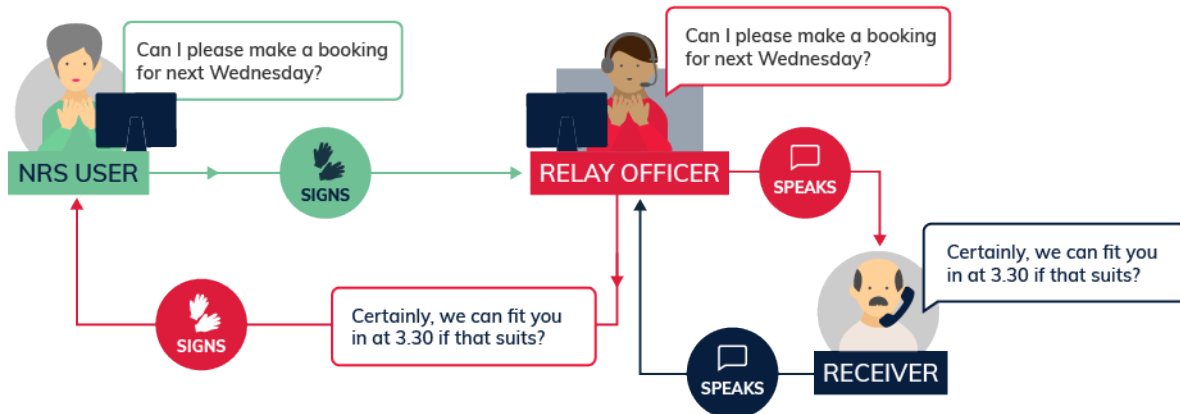 Can I please make a booking
for next Wednesday?
NRS USER
SIGNS
Can I please make a booking
for next Wednesday?
RELAY OFFICER
SPEAKS
Certainly, we can fit you
in at 3.30 if that suits?
RECEIVER
SPEAKS
Certainly, we can fit you
in at 3.30 if that suits?
SIGNS